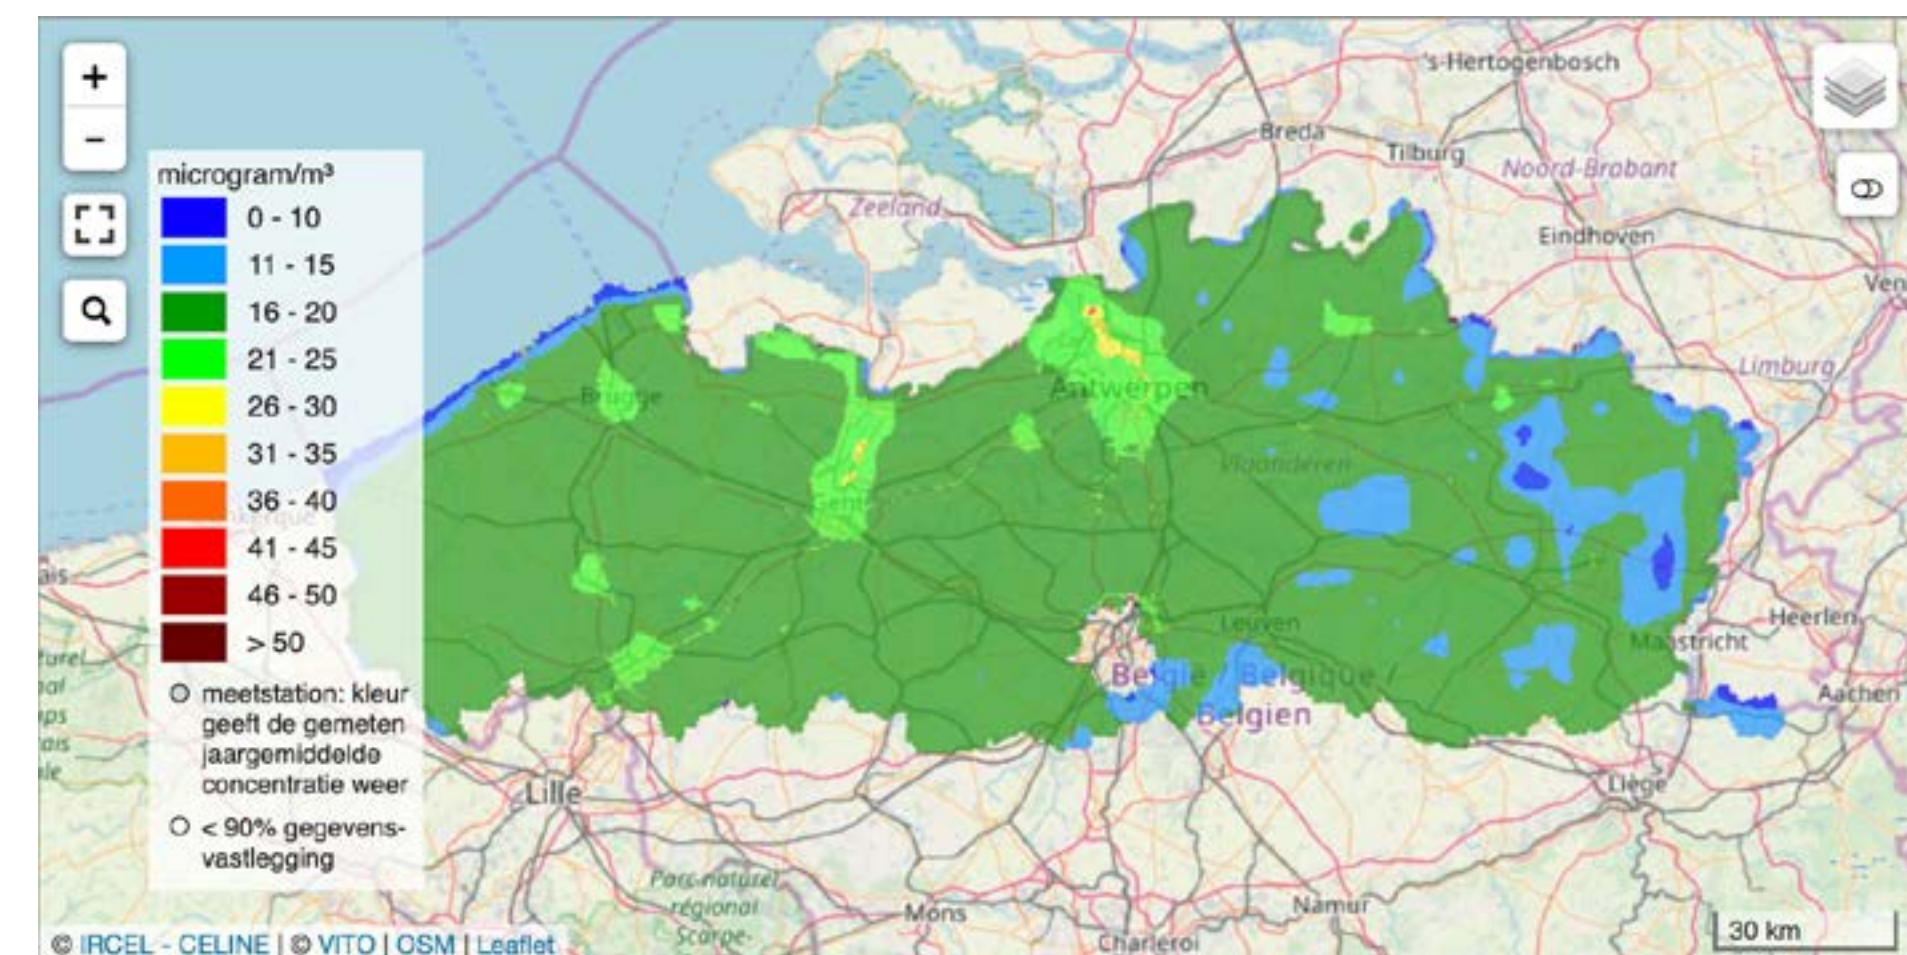 +
's-Hertogenbosch
Breda
Tilburg
−
Noord-Brabant
microgram/m³
Zeeland
0 - 10
Eindhoven
11 - 15
16 - 20
21 - 25
Limburg
Antwerpen
Brugge
26 - 30
31 - 35
Vlaanderen
36 - 40
Gent
41 - 45
46 - 50
Heerlen
Leuven
> 50
Maastricht
België / Belgique /
Belgien
Aachen
meetstation: kleur
geeft de gemeten
jaargemiddelde
concentratie weer
Lille
Liège
< 90% gegevens-
vastlegging
Parc naturel
régional
Scarpe-
Mons
Namur
Charleroi
30 km
© IRCEL - CELINE | © VITO | OSM | Leaflet